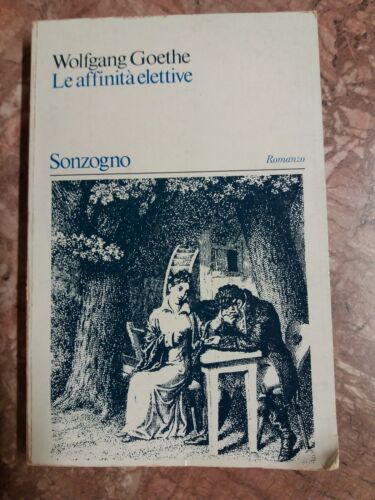 Wolfgang Goethe
Le affinità elettive
Sonzogno
Romanzo